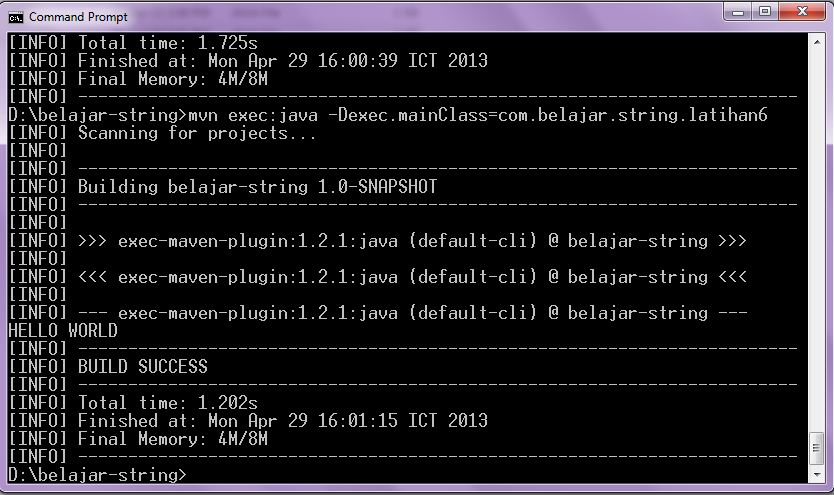 Command Prompt
[INFO] Total time: 1.725s
[INFO] Finished at: Mon Apr 29 16:00:39 ICT 2013
[INFO] Final Memory: 4M/8M
[INFO] ------------------------------------------------------------------------
D:\belajar-string>mvn exec:java -Dexec.mainClass=com.belajar.string.latihan6
[INFO] Scanning for projects...
[INFO]
[INFO] ------------------------------------------------------------------------
[INFO] Building belajar-string 1.0-SNAPSHOT
[INFO] ------------------------------------------------------------------------
[INFO]
[INFO] >>> exec-maven-plugin:1.2.1:java (default-cli) @ belajar-string >>>
[INFO]
[INFO] <<< exec-maven-plugin:1.2.1:java (default-cli) @ belajar-string <<<
[INFO]
[INFO] --- exec-maven-plugin:1.2.1:java (default-cli) @ belajar-string ---
HELLO WORLD
[INFO] ------------------------------------------------------------------------
[INFO] BUILD SUCCESS
[INFO] ------------------------------------------------------------------------
[INFO] Total time: 1.202s
[INFO] Finished at: Mon Apr 29 16:01:15 ICT 2013
[INFO] Final Memory: 4M/8M
[INFO] ------------------------------------------------------------------------
D:\belajar-string>